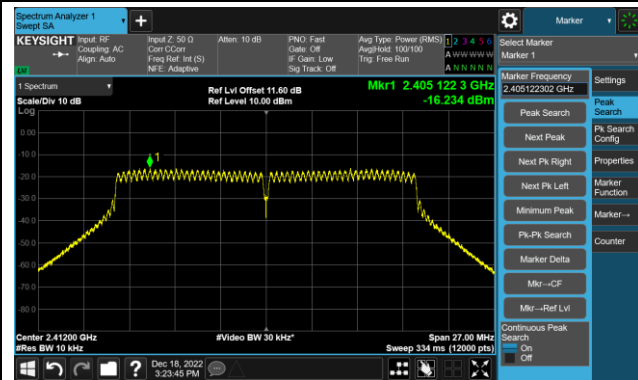 Spectrum Analyzer 1
Swept SA
Marker
KEYSIGHT
Input: RF
Coupling: AC
Align: Auto
Input Z: 50 Ω
Corr CCorr
Freq Ref: Int (S)
NFE: Adaptive
Atten: 10 dB
PNO: Fast
Gate: Off
IF Gain: Low
Sig Track: Off
Avg Type: Power (RMS)
Avg|Hold: 100/100
Trig: Free Run
1 2 3 4 5 6
A W W W W W
A N N N N N
LXI
Select Marker
Marker 1
1 Spectrum
Scale/Div 10 dB
Log
Ref Lvl Offset 11.60 dB
Ref Level 10.00 dBm
Mkr1 2.405 122 3 GHz
-16.234 dBm
0.00
-10.0
-20.0
-30.0
-40.0
-50.0
-60.0
-70.0
-80.0
1
Center 2.41200 GHz
#Res BW 10 kHz
#Video BW 30 kHz*
Span 27.00 MHz
Sweep 334 ms (12000 pts)
Marker Frequency
2.405122302 GHz
Peak Search
Next Peak
Next Pk Right
Next Pk Left
Minimum Peak
Pk-Pk Search
Marker Delta
Mkr→CF
Mkr→Ref Lvl
Continuous Peak
Search
On
Off
Settings
Peak
Search
Pk Search
Config
Properties
Marker
Function
Marker→
Counter
?
Dec 18, 2022
3:23:45 PM